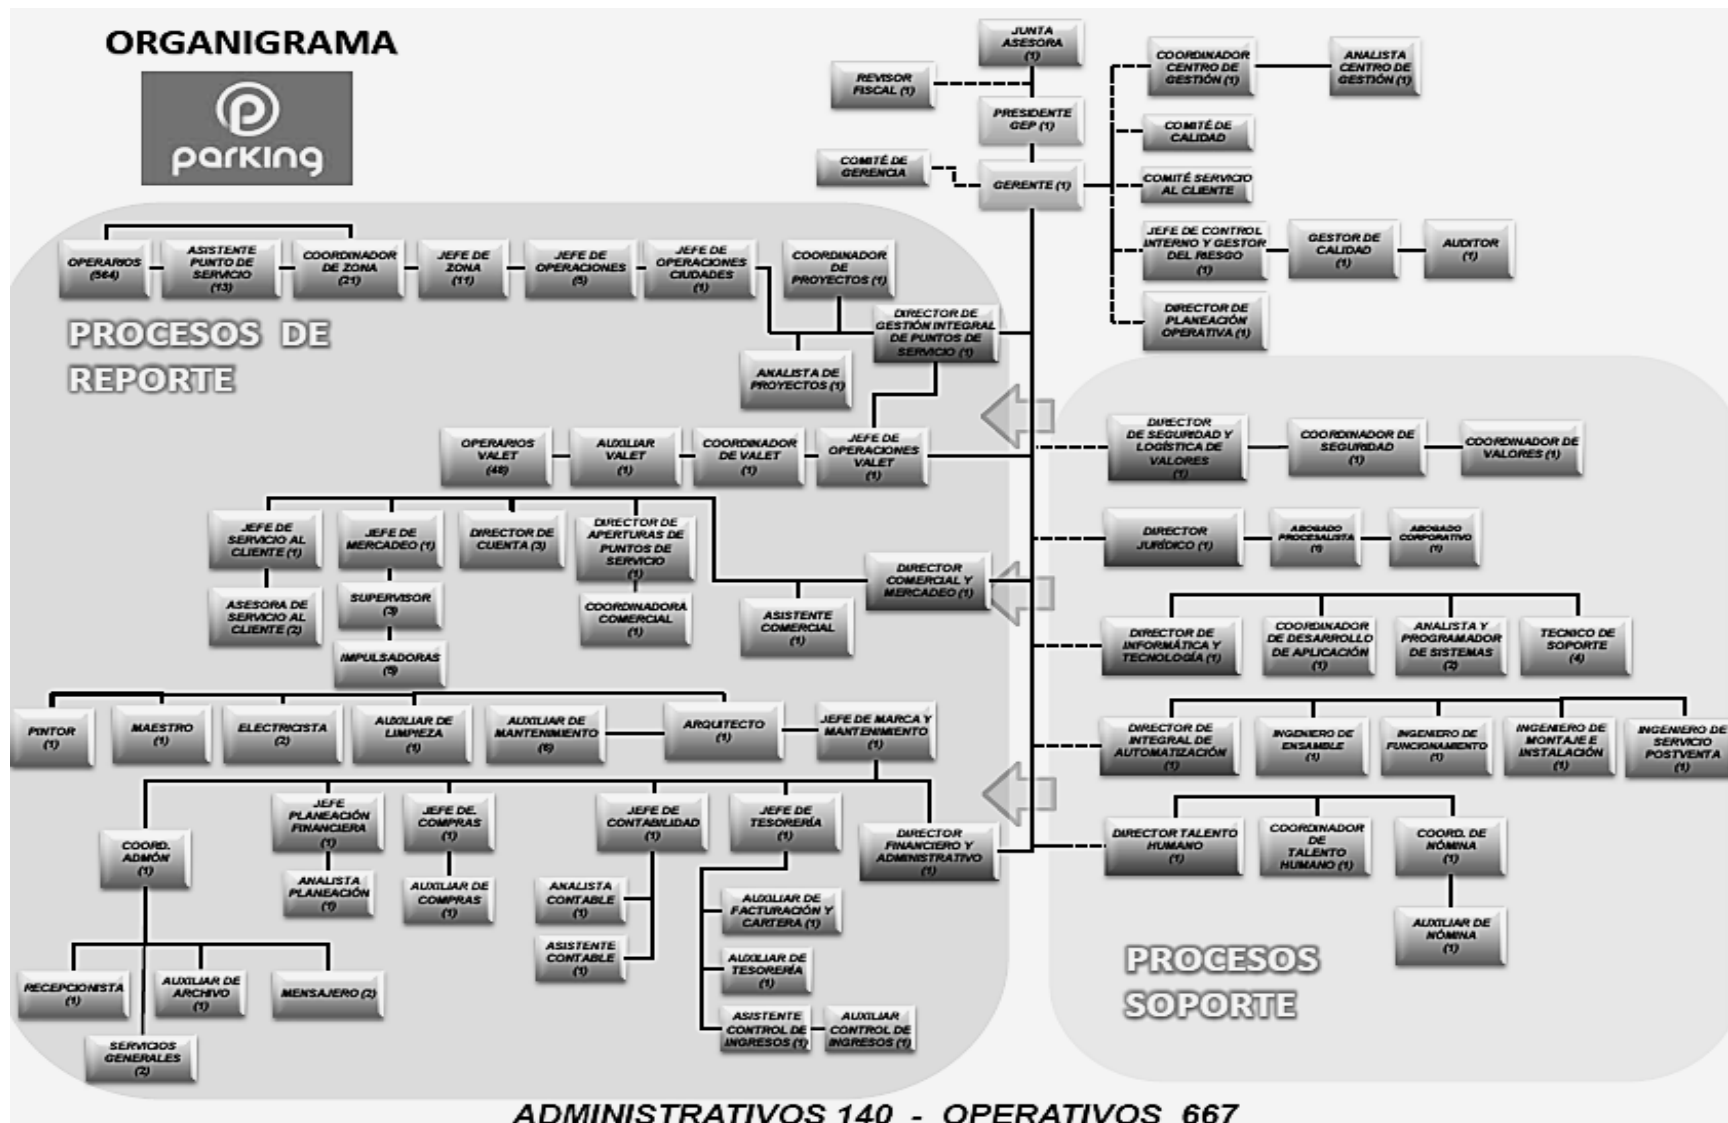 ORGANIGRAMA
parking
JUNTA
ASESORA
(1)
REVISOR
FISCAL (1)
PRESIDENTE
GEP (1)
COMITÉ DE
GERENCIA
GERENTE (1)
COORDINADOR
CENTRO DE
GESTIÓN (1)
ANALISTA
CENTRO DE
GESTIÓN (1)
COMITÉ DE
CALIDAD
COMITÉ SERVICIO
AL CLIENTE
JEFE DE CONTROL
INTERNO Y GESTOR
DEL RIESGO
(1)
GESTOR DE
CALIDAD
(1)
AUDITOR
(1)
DIRECTOR DE
PLANEACIÓN
OPERATIVA (1)
OPERARIOS
(564)
ASISTENTE
PUNTO DE
SERVICIO
(13)
COORDINADOR
DE ZONA
(21)
JEFE DE
ZONA
(11)
JEFE DE
OPERACIONES
(5)
JEFE DE
OPERACIONES
CIUDADES
(1)
COORDINADOR
DE
PROYECTOS (1)
DIRECTOR DE
GESTIÓN INTEGRAL
DE PUNTOS DE
SERVICIO (1)
PROCESOS DE
REPORTE
ANALISTA DE
PROYECTOS (1)
OPERARIOS
VALET
(48)
AUXILIAR
VALET
(1)
COORDINADOR
DE VALET
(1)
JEFE DE
OPERACIONES
VALET
(1)
DIRECTOR
DE SEGURIDAD Y
LOGÍSTICA DE
VALORES
(1)
COORDINADOR DE
SEGURIDAD
(1)
COORDINADOR DE
VALORES (1)
JEFE DE
SERVICIO AL
CLIENTE (1)
JEFE DE
MERCADEO (1)
DIRECTOR DE
CUENTA (3)
DIRECTOR DE
APERTURAS DE
PUNTOS DE
SERVICIO
(1)
DIRECTOR
COMERCIAL Y
MERCADEO (1)
ASESORA DE
SERVICIO AL
CLIENTE (2)
SUPERVISOR
(3)
COORDINADORA
COMERCIAL
(1)
ASISTENTE
COMERCIAL
(1)
IMPULSADORAS
(5)
DIRECTOR
JURÍDICO (1)
ABOGADO
PROCESALISTA
(1)
ABOGADO
CORPORATIVO
(1)
DIRECTOR DE
INFORMÁTICA Y
TECNOLOGÍA (1)
COORDINADOR
DE DESARROLLO
DE APLICACIÓN
(1)
ANALISTA Y
PROGRAMADOR
DE SISTEMAS
(2)
TECNICO DE
SOPORTE
(4)
PINTOR
(1)
MAESTRO
(1)
ELECTRICISTA
(2)
AUXILIAR DE
LIMPIEZA
(1)
AUXILIAR DE
MANTENIMIENTO
(6)
ARQUITECTO
(1)
JEFE DE MARCA Y
MANTENIMIENTO
(1)
DIRECTOR DE
INTEGRAL DE
AUTOMATIZACIÓN
(1)
INGENIERO DE
ENSAMBLE
(1)
INGENIERO DE
FUNCIONAMIENTO
(1)
INGENIERO DE
MONTAJE E
INSTALACIÓN
(1)
INGENIERO DE
SERVICIO
POSTVENTA
(1)
COORD.
ADMÓN
(1)
JEFE
PLANEACIÓN
FINANCIERA
(1)
JEFE DE.
COMPRAS
(1)
JEFE DE
CONTABILIDAD
(1)
JEFE DE
TESORERÍA
(1)
DIRECTOR
FINANCIERO Y
ADMINISTRATIVO
(1)
ANALISTA
PLANEACIÓN
(1)
AUXILIAR DE
COMPRAS
(1)
ANALISTA
CONTABLE
(1)
ASISTENTE
CONTABLE
(1)
AUXILIAR DE
FACTURACIÓN Y
CARTERA (1)
AUXILIAR DE
TESORERÍA
(1)
ASISTENTE
CONTROL DE
INGRESOS (1)
AUXILIAR
CONTROL DE
INGRESOS (1)
RECEPCIONISTA
(1)
AUXILIAR DE
ARCHIVO
(1)
MENSAJERO (2)
SERVICIOS
GENERALES
(2)
DIRECTOR TALENTO
HUMANO
(1)
COORDINADOR
DE
TALENTO
HUMANO (1)
COORD. DE
NÓMINA
(1)
AUXILIAR DE
NÓMINA
(1)
PROCESOS
SOPORTE
ADMINISTRATIVOS 140 - OPERATIVOS 667